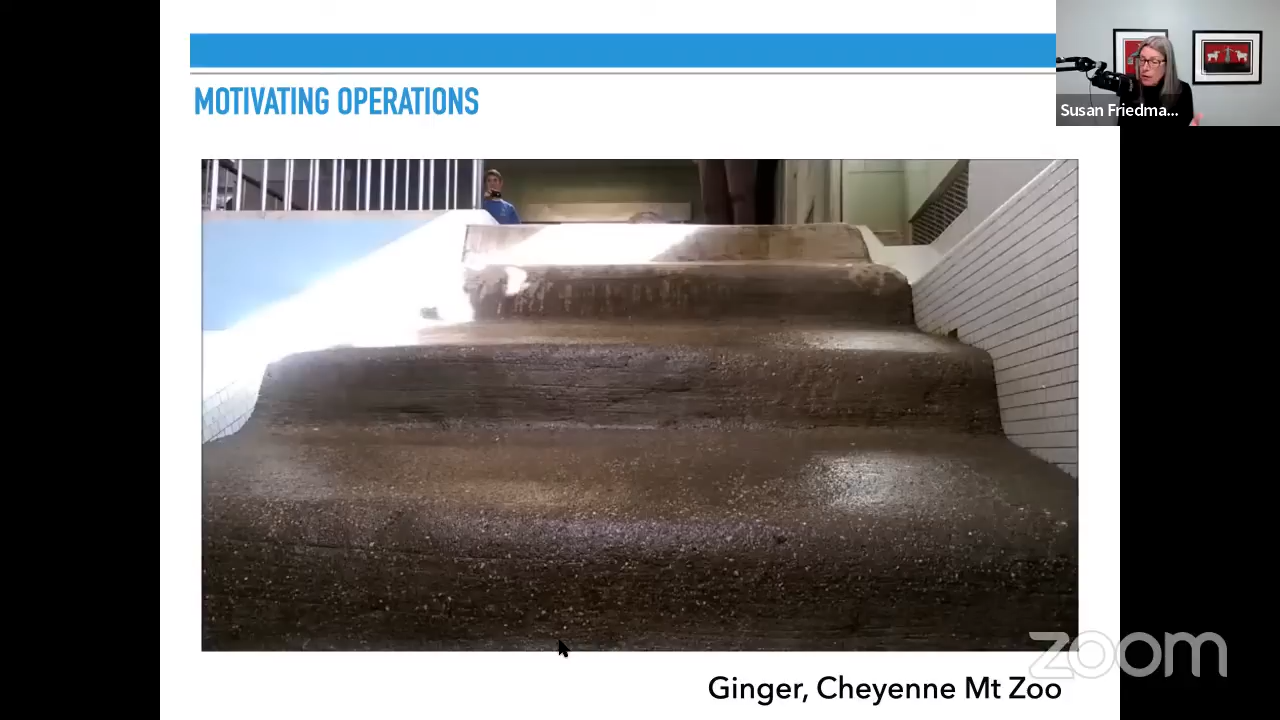 MOTIVATING OPERATIONS
Susan Friedma...
Ginger, Cheyenne Mt Zoo
zoom